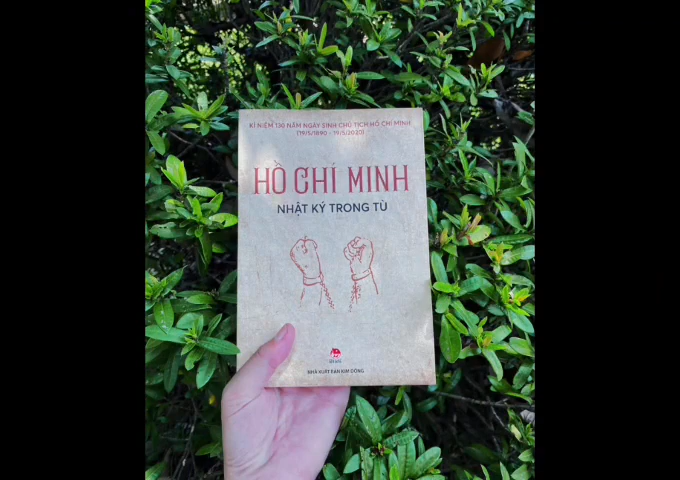 KỈ NIỆM 130 NĂM NGÀY SINH CHỦ TỊCH HỒ CHÍ MINH
(19/5/1890 - 19/5/2020)
HỒ CHÍ MINH
NHẬT KÝ TRONG TÙ
NHÀ XUẤT BẢN KIM ĐỒNG